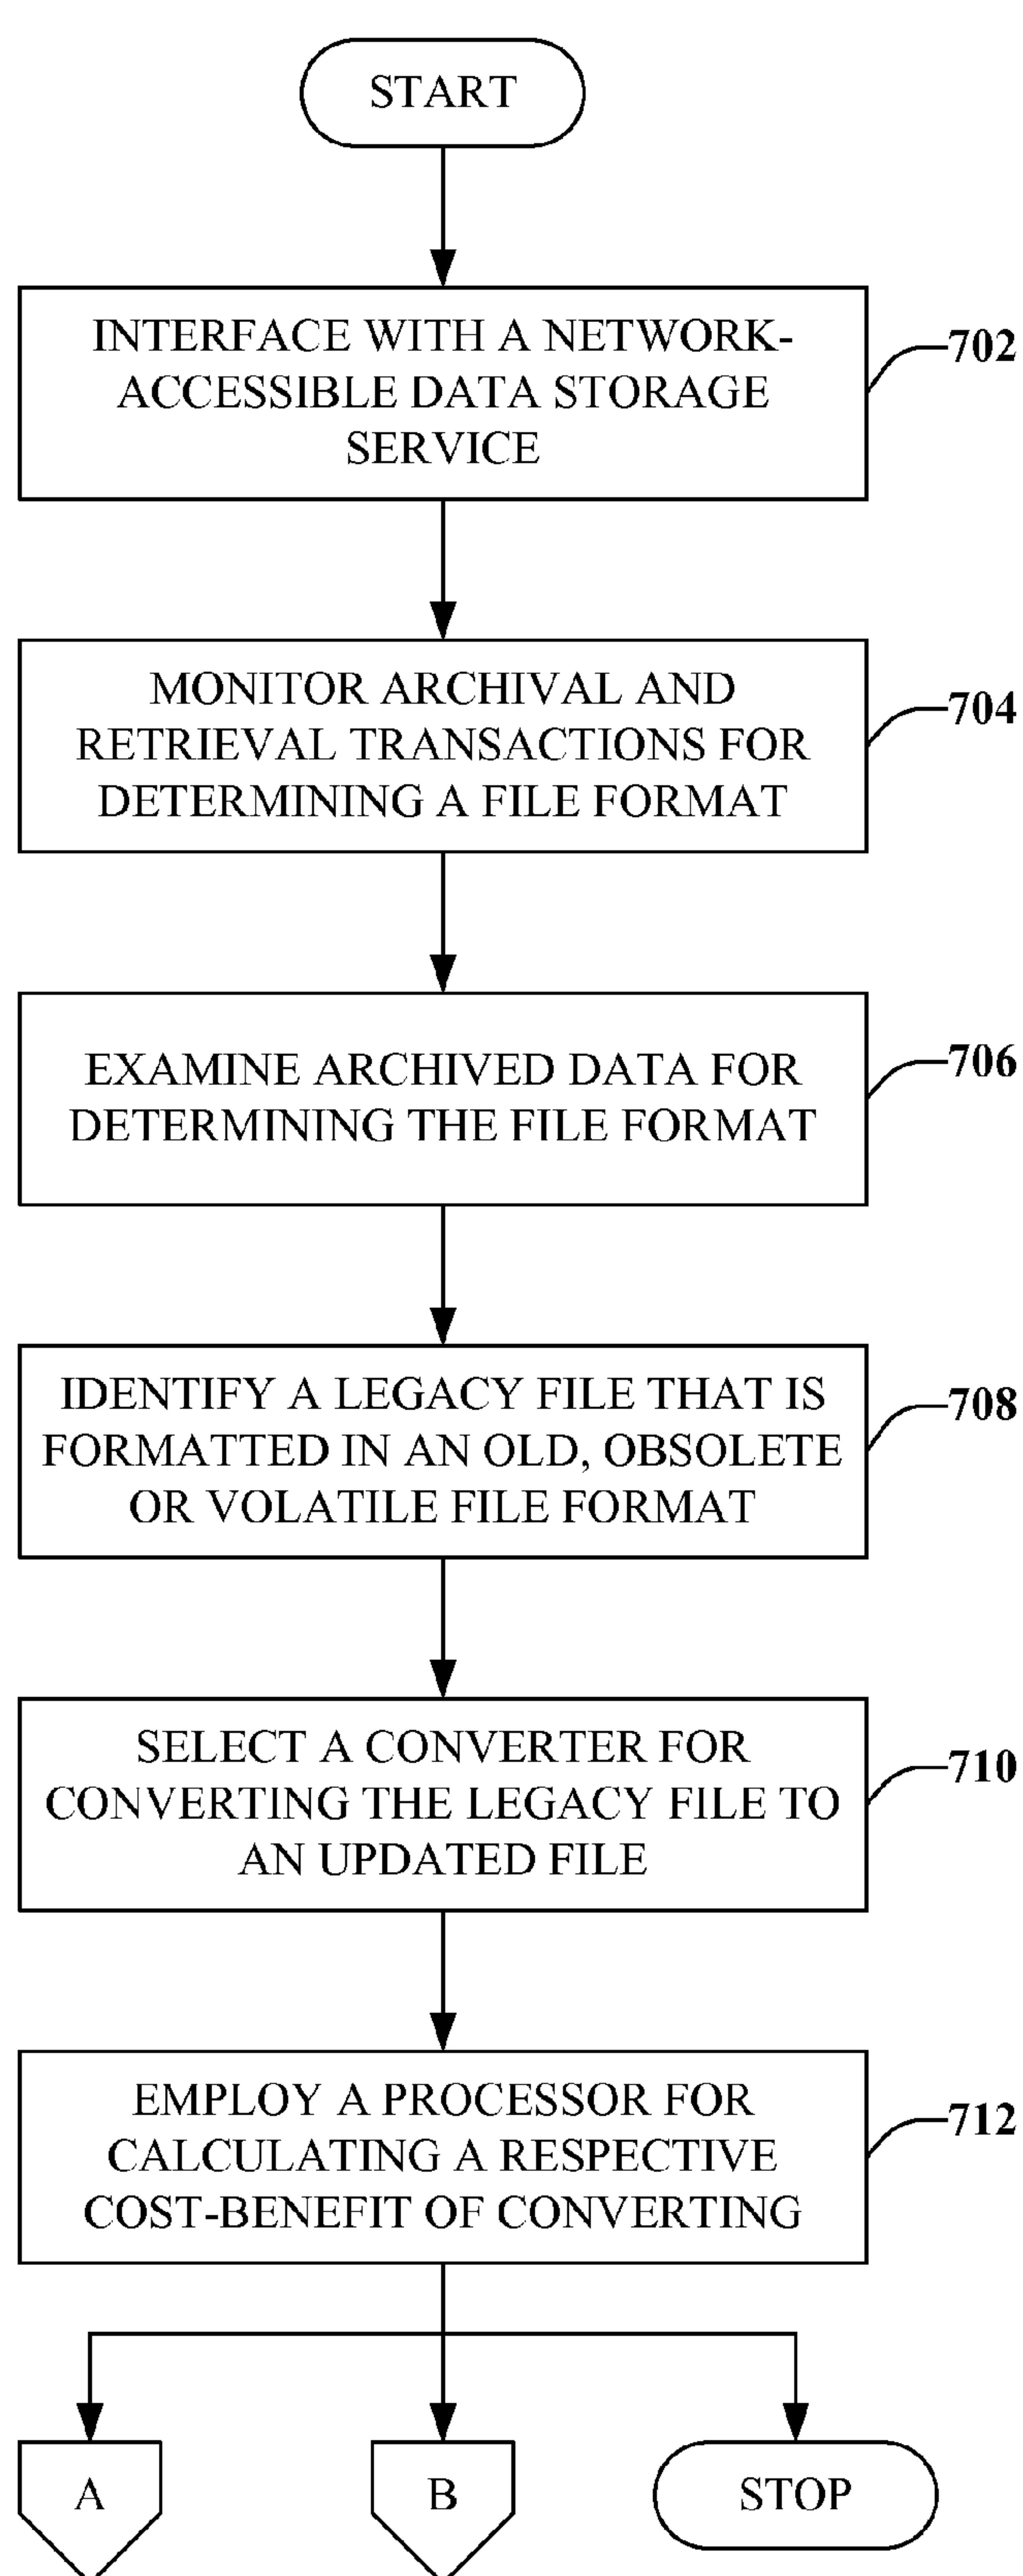 START
INTERFACE WITH A NETWORK-
ACCESSIBLE DATA STORAGE
SERVICE
702
MONITOR ARCHIVAL AND
RETRIEVAL TRANSACTIONS FOR
DETERMINING A FILE FORMAT
704
EXAMINE ARCHIVED DATA FOR
DETERMINING THE FILE FORMAT
706
IDENTIFY A LEGACY FILE THAT IS
FORMATTED IN AN OLD, OBSOLETE
OR VOLATILE FILE FORMAT
708
SELECT A CONVERTER FOR
CONVERTING THE LEGACY FILE TO
AN UPDATED FILE
710
EMPLOY A PROCESSOR FOR
CALCULATING A RESPECTIVE
COST-BENEFIT OF CONVERTING
712
A
B
STOP